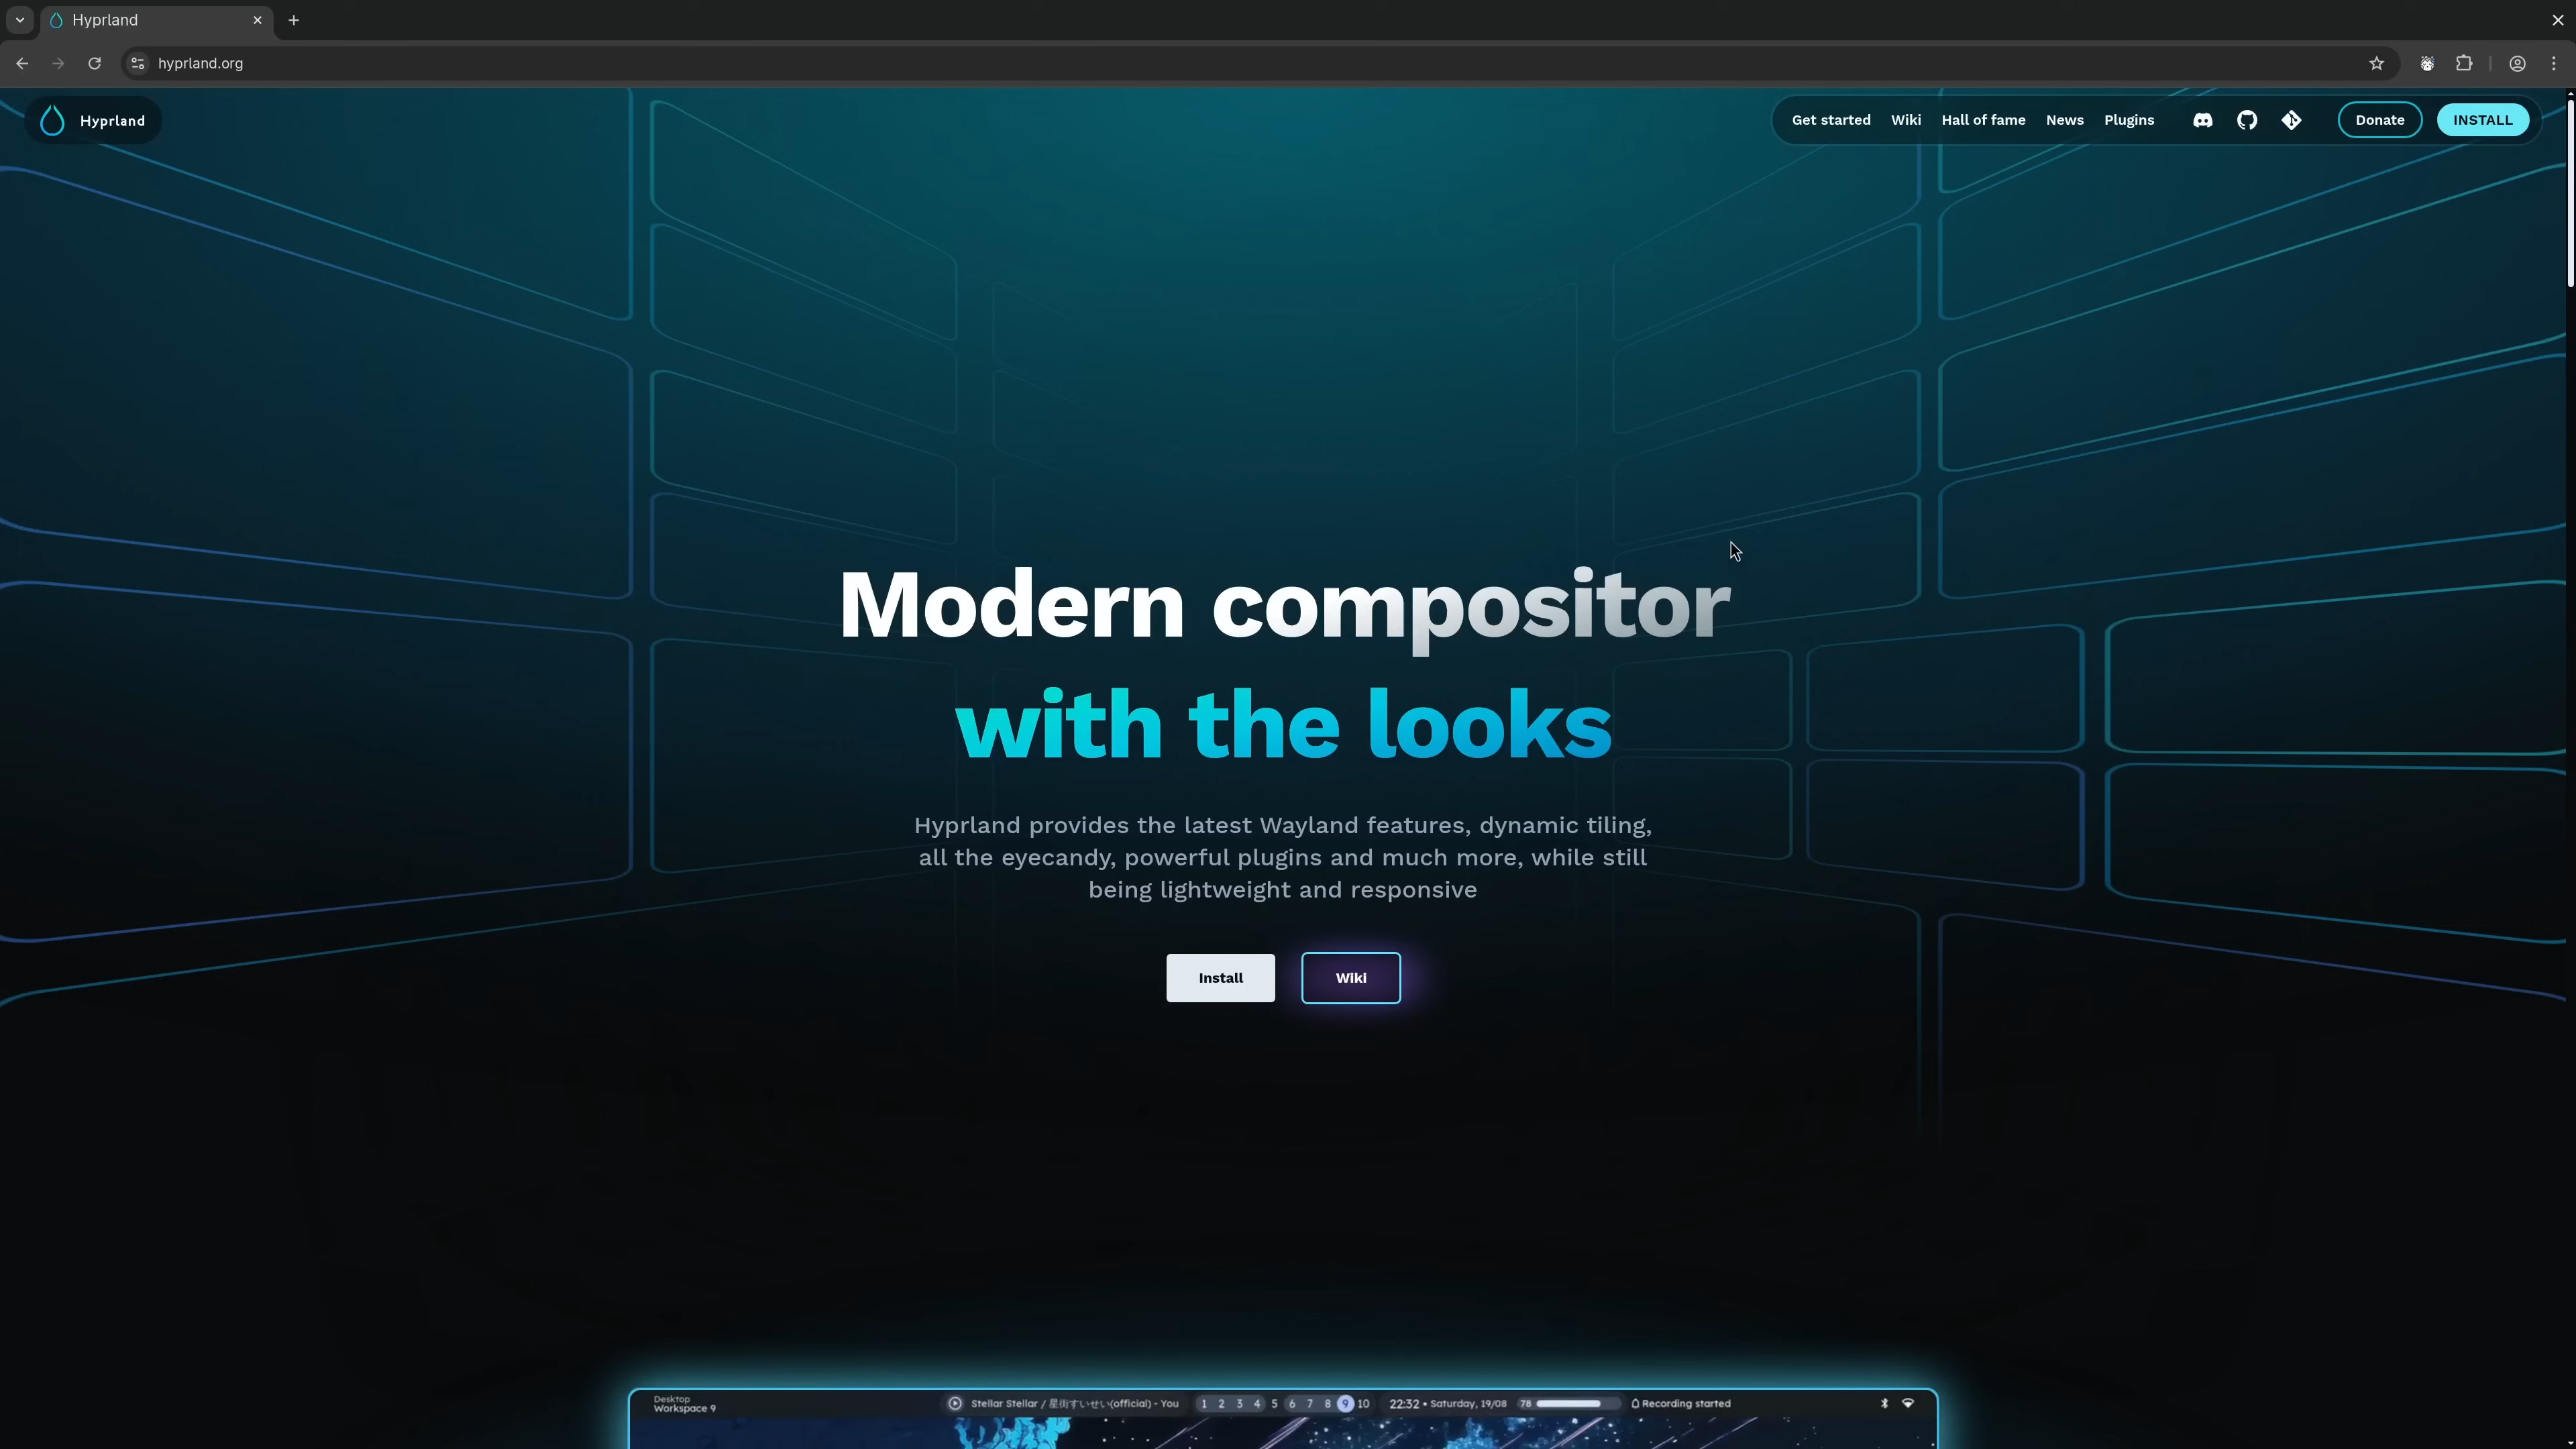 Hyprland
hyprland.org
Hyprland
Get started Wiki Hall of fame News Plugins Donate INSTALL
Modern compositor
with the looks
Hyprland provides the latest Wayland features, dynamic tiling,
all the eyecandy, powerful plugins and much more, while still
being lightweight and responsive
Install Wiki
Desktop
Workspace 9
Stellar Stellar / 星街すいせい(official) - You 1 2 3 4 5 6 7 8 9 10 22:32 • Saturday, 19/08 78 Recording started